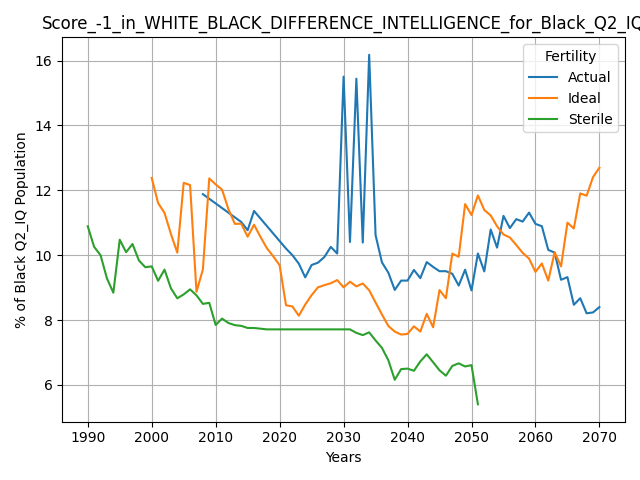 Score_-1_in_WHITE_BLACK_DIFFERENCE_INTELLIGENCE_for_Black_Q2_IQ
Fertility
Actual
Ideal
Sterile
% of Black Q2_IQ Population
16
14
12
10
8
6
1990 2000 2010 2020 2030 2040 2050 2060 2070
Years